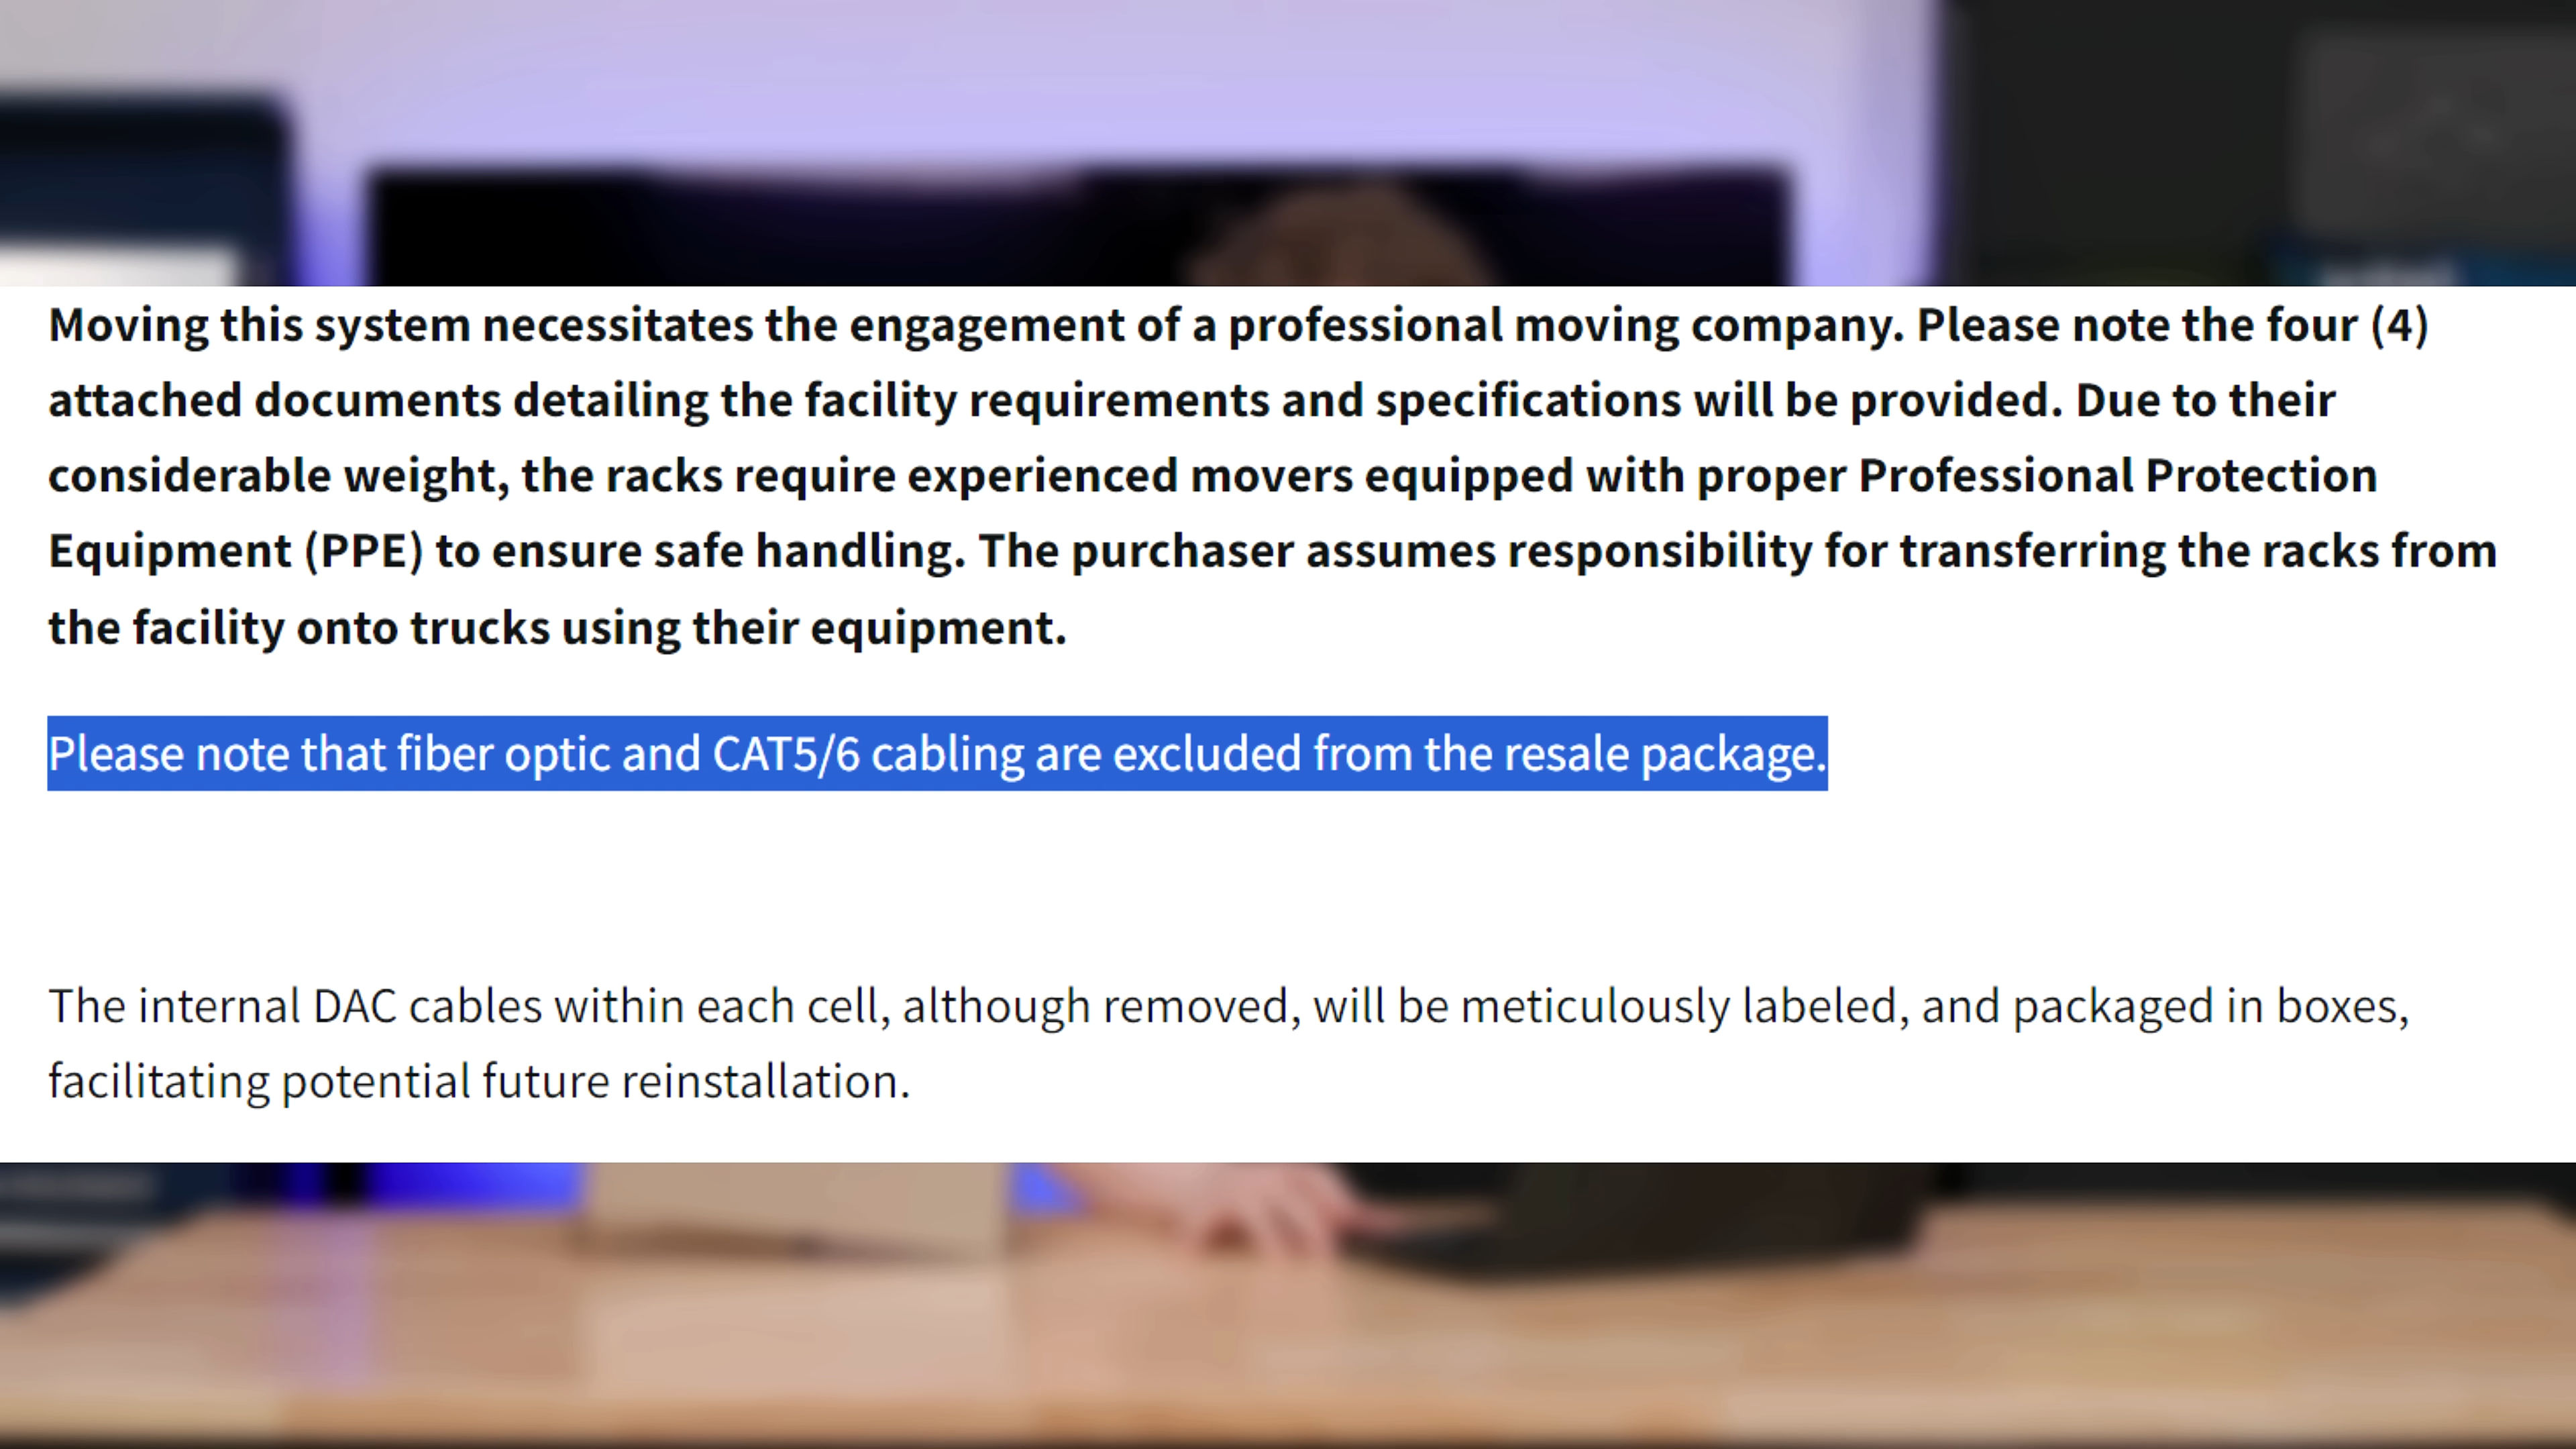 Moving this system necessitates the engagement of a professional moving company. Please note the four (4)
attached documents detailing the facility requirements and specifications will be provided. Due to their
considerable weight, the racks require experienced movers equipped with proper Professional Protection
Equipment (PPE) to ensure safe handling. The purchaser assumes responsibility for transferring the racks from
the facility onto trucks using their equipment.
Please note that fiber optic and CAT5/6 cabling are excluded from the resale package.
The internal DAC cables within each cell, although removed, will be meticulously labeled, and packaged in boxes,
facilitating potential future reinstallation.